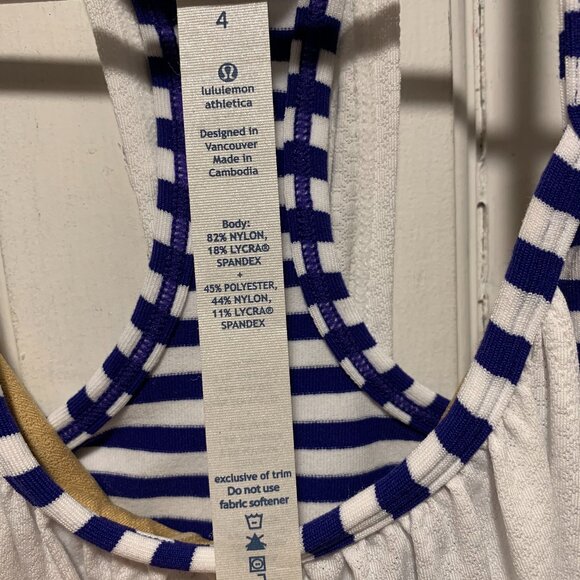 4
lululemon
athletica
Designed in
Vancouver
Made in
Cambodia
Body:
82% NYLON,
18% LYCRA®
SPANDEX
+
45% POLYESTER,
44% NYLON,
11% LYCRA®
SPANDEX
exclusive of trim
Do not use
fabric softener